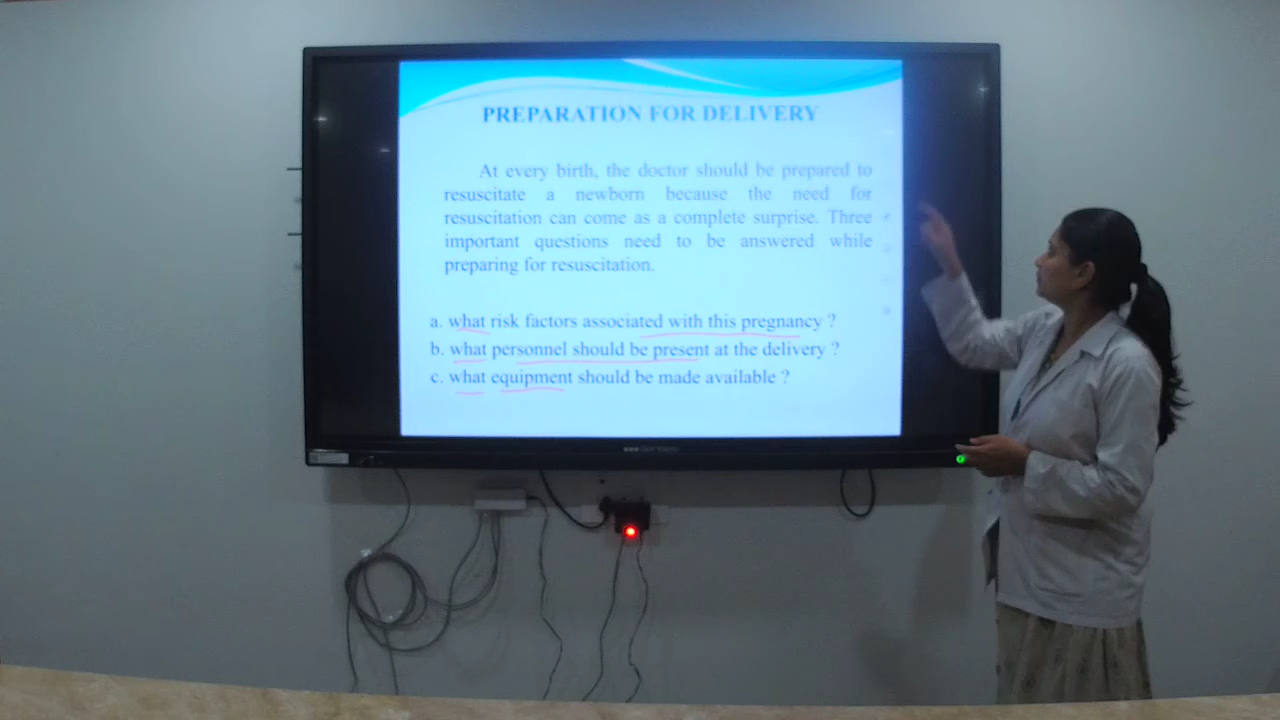 PREPARATION FOR DELIVERY
At every birth, the doctor should be prepared to
resuscitate a newborn because the need for
resuscitation can come as a complete surprise. Three
important questions need to be answered while
preparing for resuscitation.
a. what risk factors associated with this pregnancy ?
b. what personnel should be present at the delivery ?
c. what equipment should be made available ?